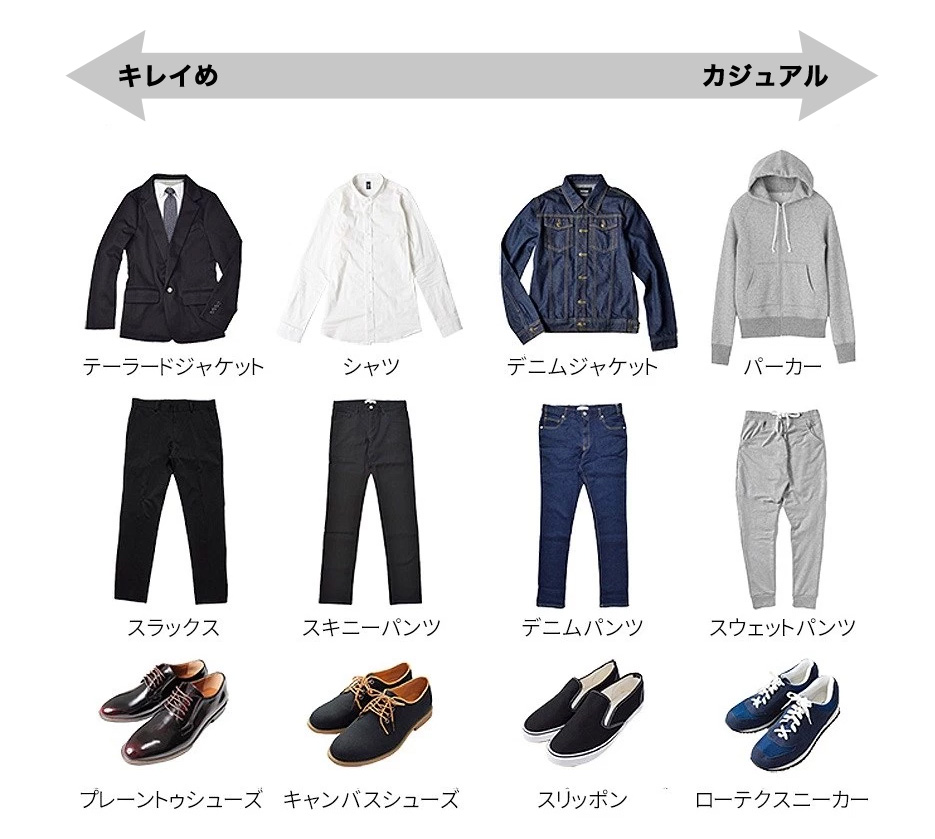 キレイめ カジュアル
テーラードジャケット シャツ デニムジャケット パーカー
スラックス スキニーパンツ デニムパンツ スウェットパンツ
プレーントゥシューズ キャンバスシューズ スリッポン ローテクスニーカー